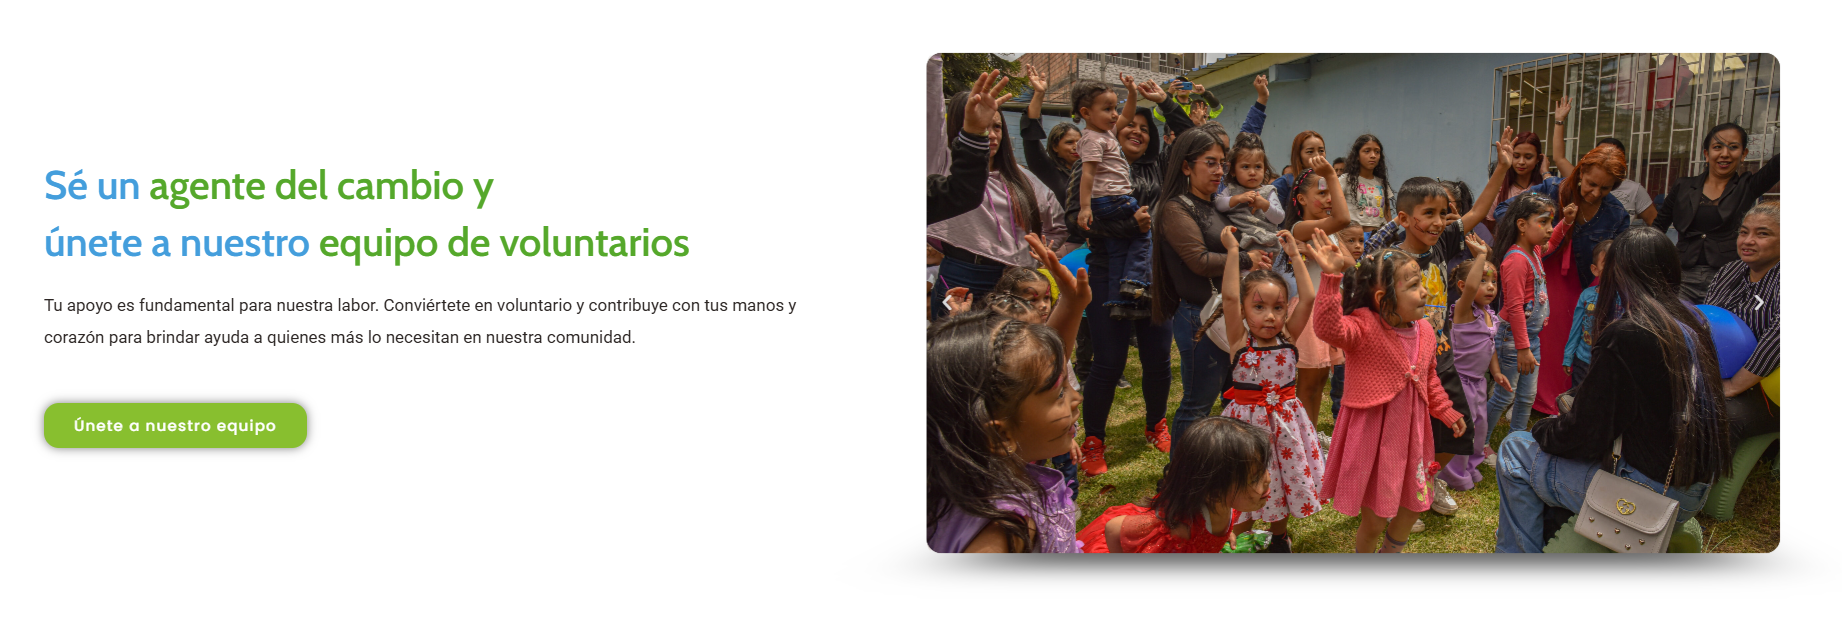 Sé un agente del cambio y
únete a nuestro equipo de voluntarios
Tu apoyo es fundamental para nuestra labor. Conviértete en voluntario y contribuye con tus manos y
corazón para brindar ayuda a quienes más lo necesitan en nuestra comunidad.
Únete a nuestro equipo